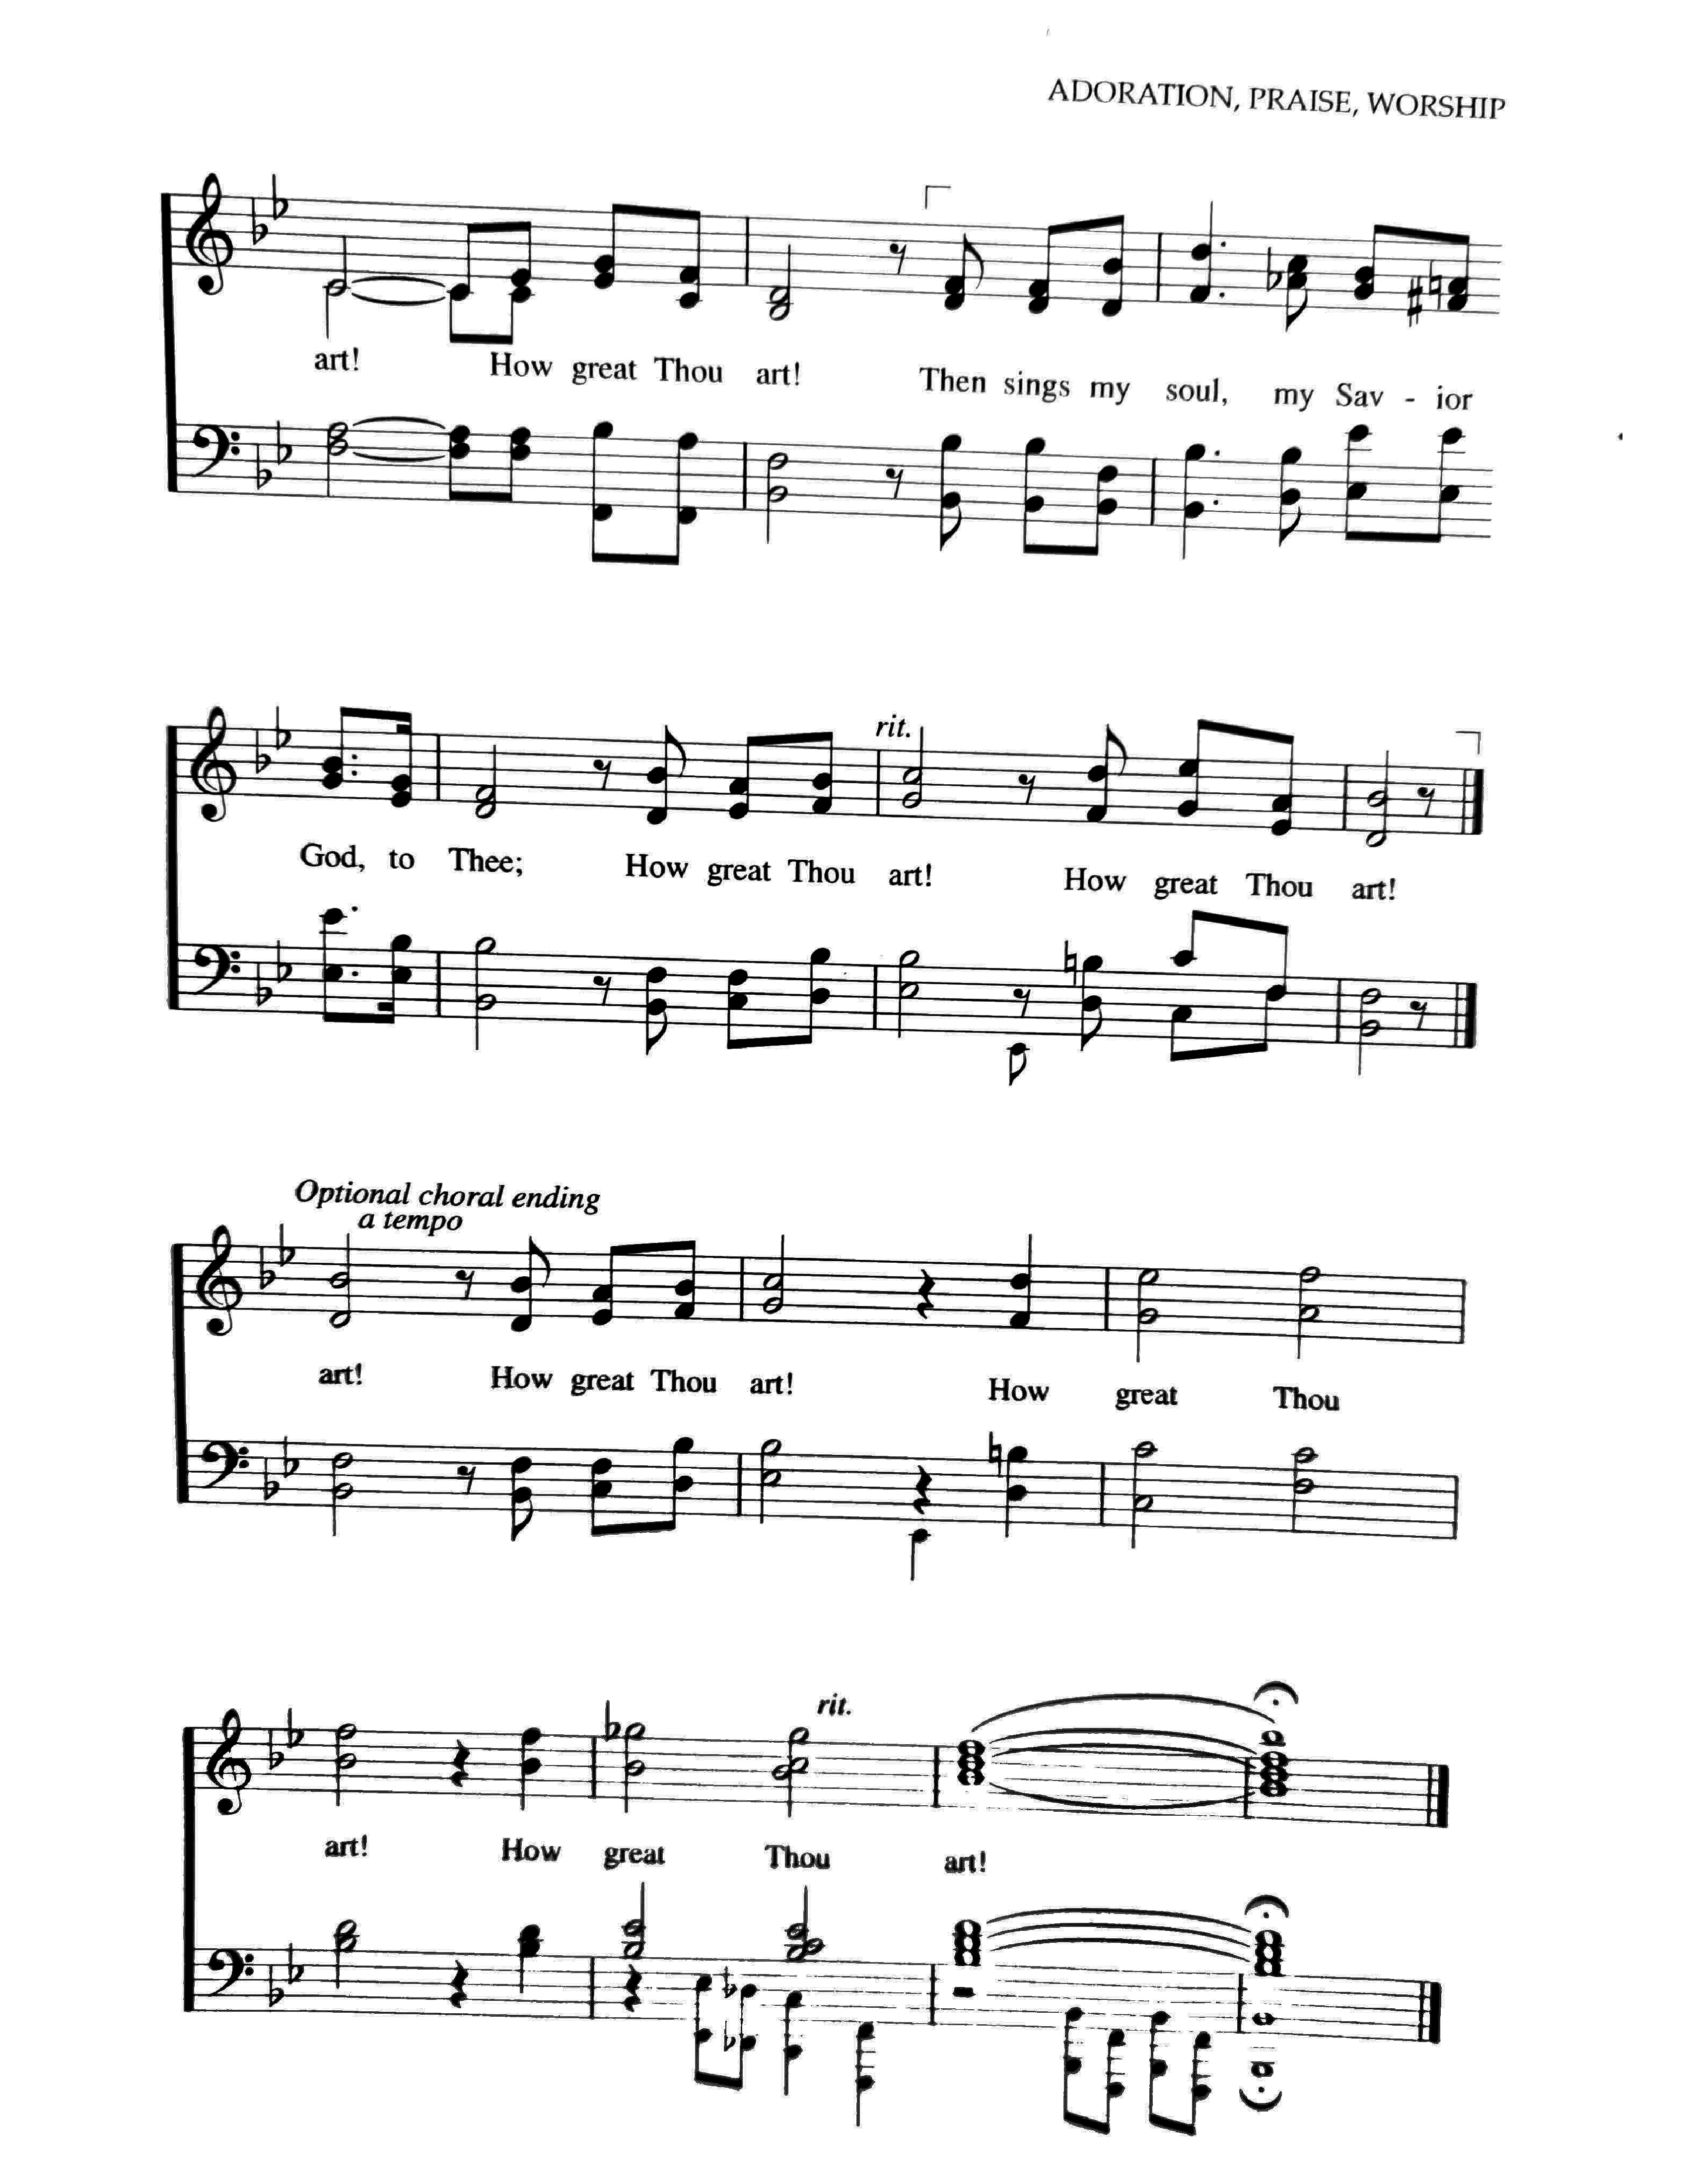 ADORATION, PRAISE, WORSHIP
art! How great Thou art! Then sings my soul, my Sav - ior
rit.
God, to Thee; How great Thou art! How great Thou art!
Optional choral ending
a tempo
art! How great Thou art! How great Thou
rit.
art! How great Thou art!